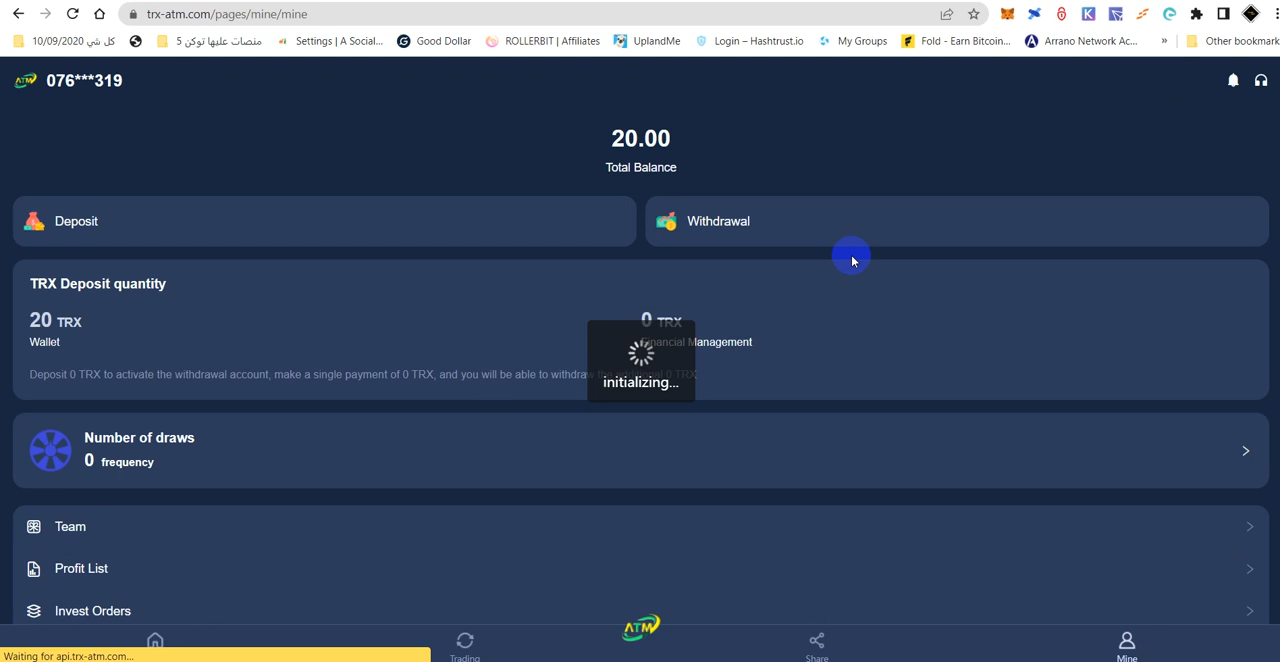 trx-atm.com/pages/mine/mine
10/09/2020 كل شي
منصات عليها توكن 5
Settings | A Social...
Good Dollar
ROLLERBIT | Affiliates
UplandMe
Login – Hashtrust.io
My Groups
Fold - Earn Bitcoin...
Arrano Network Ac...
»
Other bookmark
ATM 076***319
20.00
Total Balance
Deposit
Withdrawal
TRX Deposit quantity
20 TRX
0 TRX
Wallet
Financial Management
Deposit 0 TRX to activate the withdrawal account, make a single payment of 0 TRX, and you will be able to withdraw the additional 0 TRX
initializing...
Number of draws
0 frequency
Team
Profit List
Invest Orders
ATM
Waiting for api.trx-atm.com...
Trading
Share
Mine